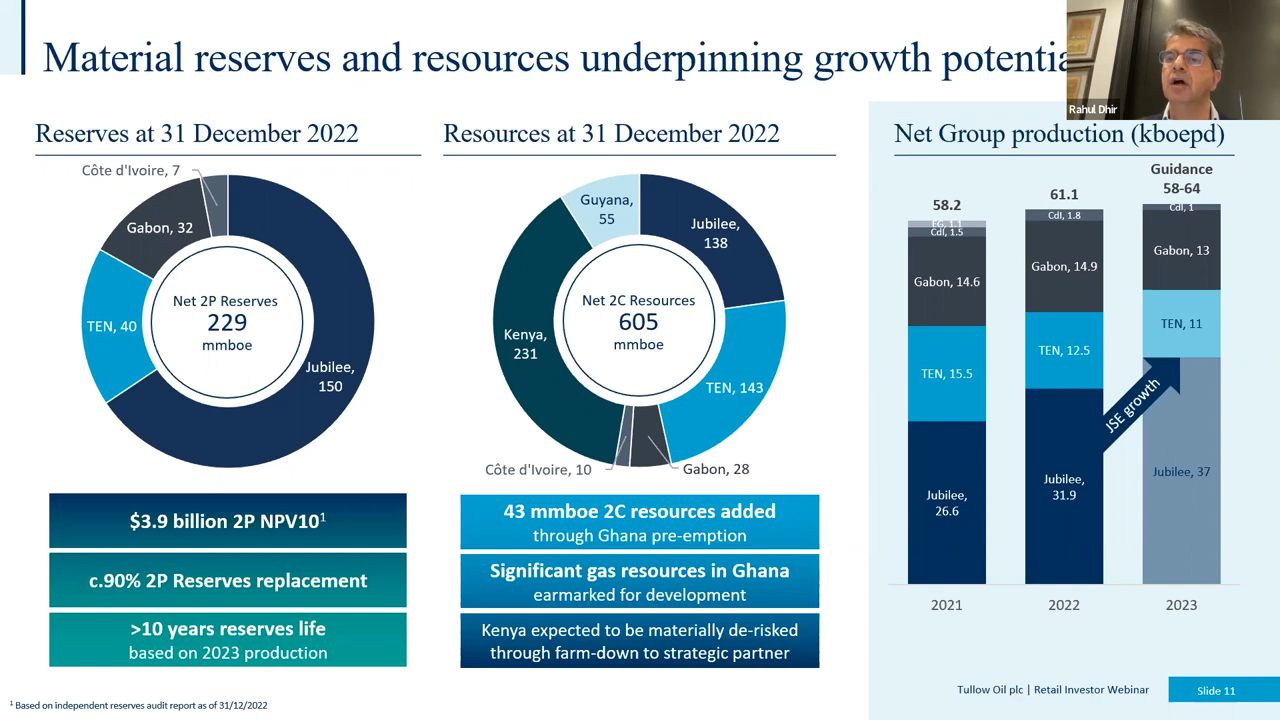 Material reserves and resources underpinning growth potentia
Rahul Dhir
Reserves at 31 December 2022
Côte d'Ivoire, 7
Gabon, 32
TEN, 40
Jubilee,
150
Net 2P Reserves
229
mmboe
$3.9 billion 2P NPV10¹
c.90% 2P Reserves replacement
>10 years reserves life
based on 2023 production
Resources at 31 December 2022
Guyana,
55
Jubilee,
138
Kenya,
231
TEN, 143
Côte d'Ivoire, 10
Gabon, 28
Net 2C Resources
605
mmboe
43 mmboe 2C resources added
through Ghana pre-emption
Significant gas resources in Ghana
earmarked for development
Kenya expected to be materially de-risked
through farm-down to strategic partner
Net Group production (kboepd)
58.2
EG, 1.1
CdI, 1.5
Gabon, 14.6
TEN, 15.5
Jubilee,
26.6
2021
61.1
CdI, 1.8
Gabon, 14.9
TEN, 12.5
Jubilee,
31.9
2022
Guidance
58-64
CdI, 1
Gabon, 13
TEN, 11
JSE growth
Jubilee, 37
2023
Tullow Oil plc | Retail Investor Webinar
Slide 11
¹ Based on independent reserves audit report as of 31/12/2022